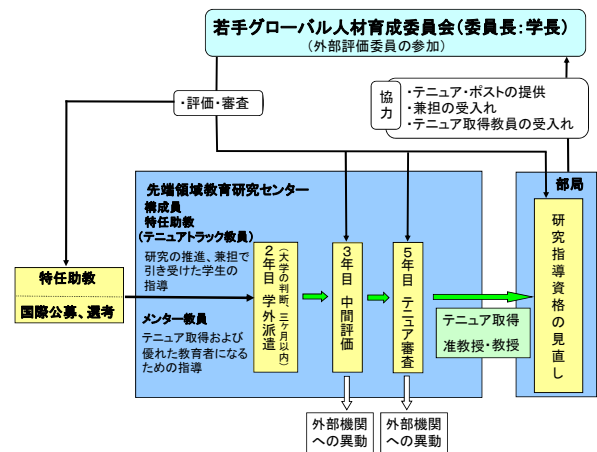 若手グローバル人材育成委員会(委員長:学長)
(外部評価委員の参加)
・評価・審査
協力
・テニュア・ポストの提供
・兼担の受入れ
・テニュア取得教員の受入れ
先端領域教育研究センター
構成員
特任助教
(テニュアトラック教員)
研究の推進、兼担で
引き受けた学生の
指導
メンター教員
テニュア取得および
優れた教育者になる
ための指導
特任助教
国際公募、選考
2年目 学外派遣
(大学の判断、三ヶ月以内)
3年目 中間評価
5年目 テニュア審査
テニュア取得
准教授・教授
部局
研究指導資格の見直し
外部機関
への異動
外部機関
への異動